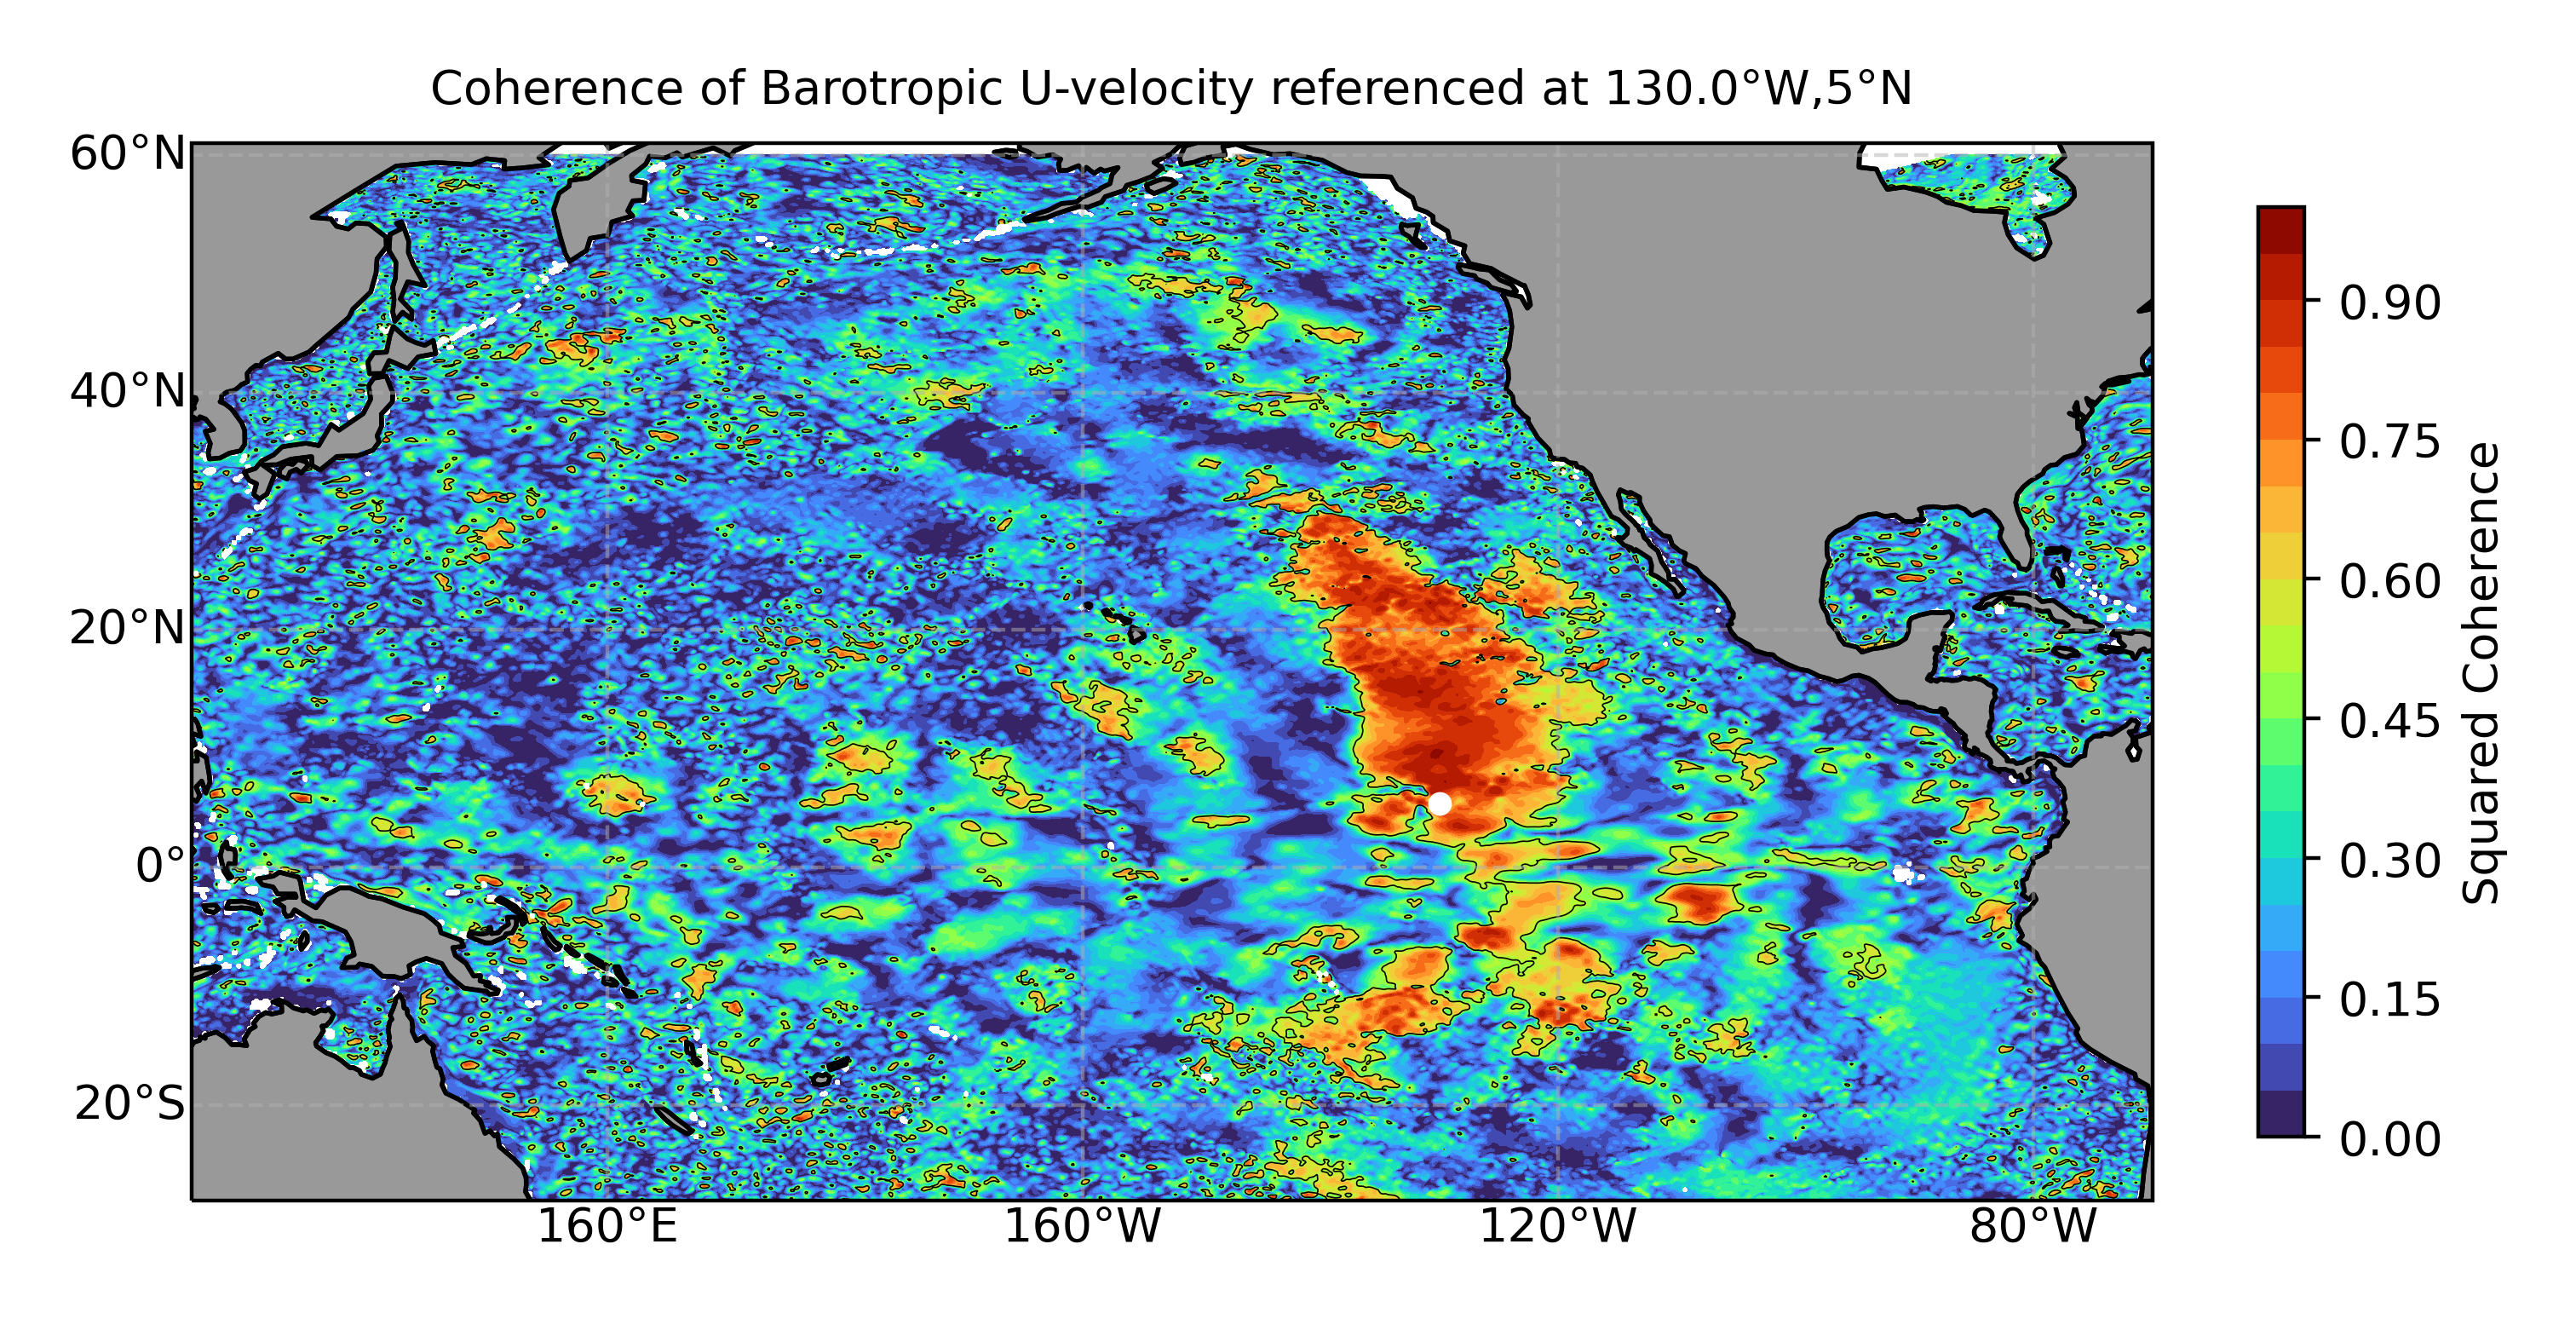 Coherence of Barotropic U-velocity referenced at 130.0°W,5°N
60°N
40°N
20°N
0°
20°S
160°E
160°W
120°W
80°W
0.90
0.75
0.60
0.45
0.30
0.15
0.00
Squared Coherence